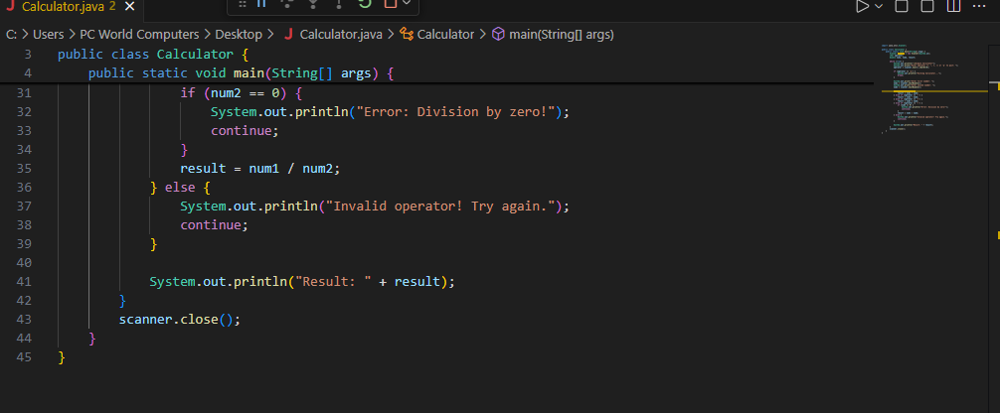 Calculator.java 2
C: > Users > PC World Computers > Desktop > J Calculator.java > Calculator > main(String[] args)
3 public class Calculator {
4     public static void main(String[] args) {
31                 if (num2 == 0) {
32                     System.out.println("Error: Division by zero!");
33                     continue;
34                 }
35                 result = num1 / num2;
36             } else {
37                 System.out.println("Invalid operator! Try again.");
38                 continue;
39             }
40
41             System.out.println("Result: " + result);
42         }
43         scanner.close();
44     }
45 }